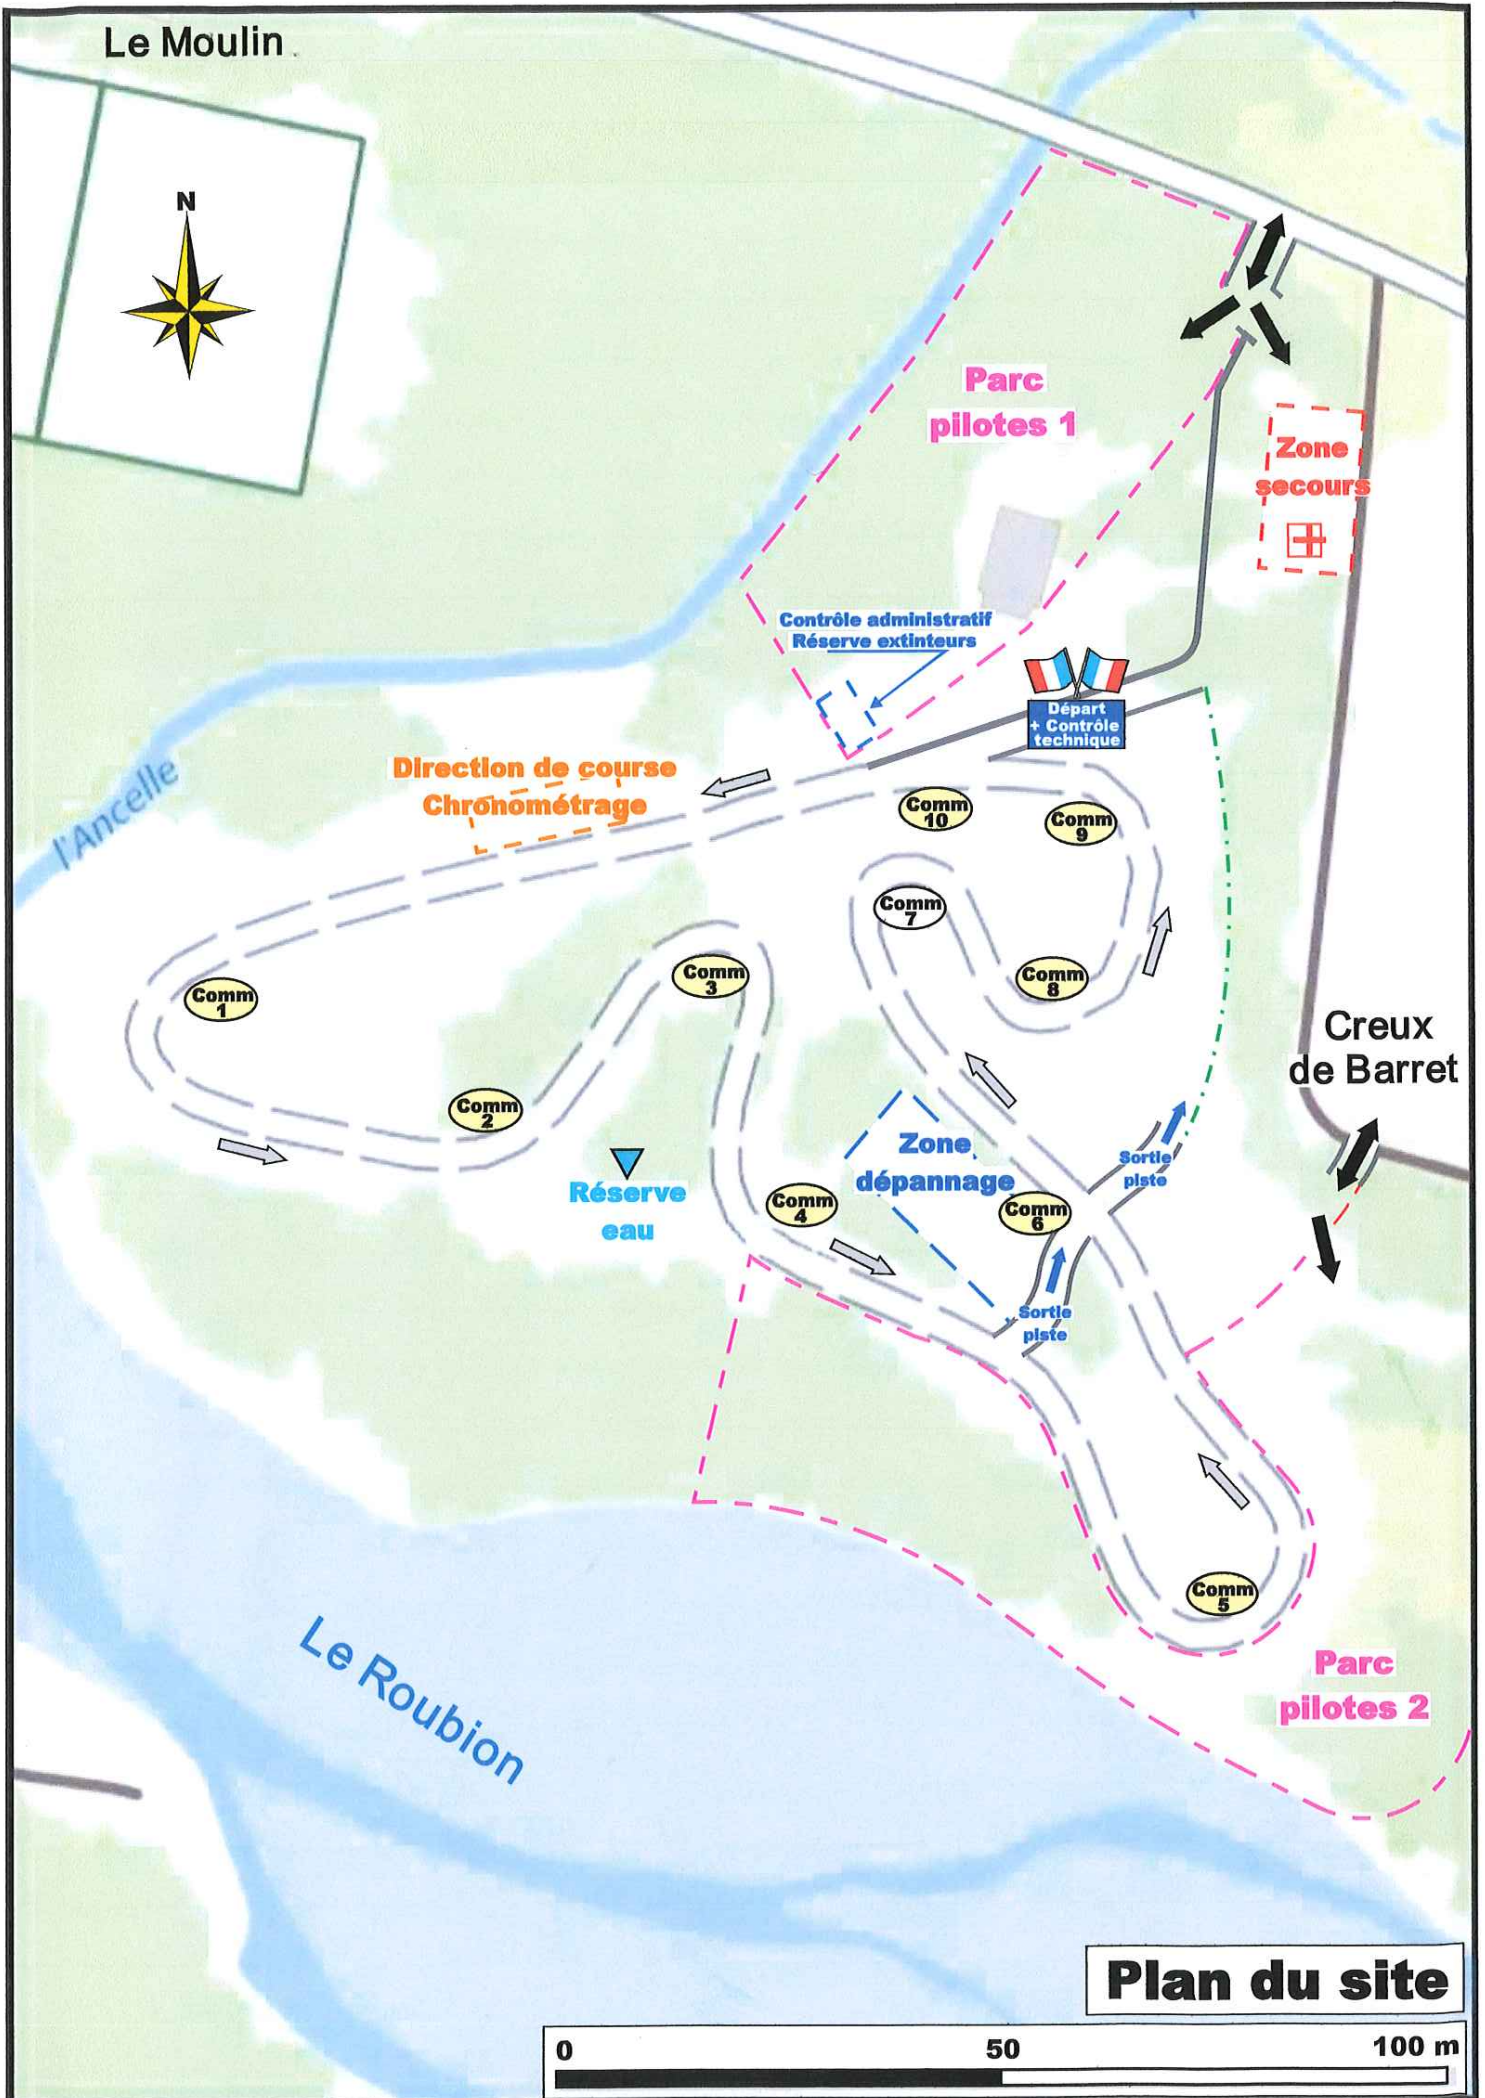 Le Moulin
N
Parc
pilotes 1
Zone
secours
Contrôle administratif
Réserve extincteurs
Départ
+ Contrôle
technique
Direction de course
Chronométrage
l'Ancelle
Comm
10
Comm
9
Comm
7
Comm
8
Comm
3
Comm
1
Comm
2
Creux
de Barret
Zone
dépannage
Sortie
piste
Réserve
eau
Comm
4
Comm
6
Sortie
piste
Comm
5
Le Roubion
Parc
pilotes 2
Plan du site
0 50 100 m